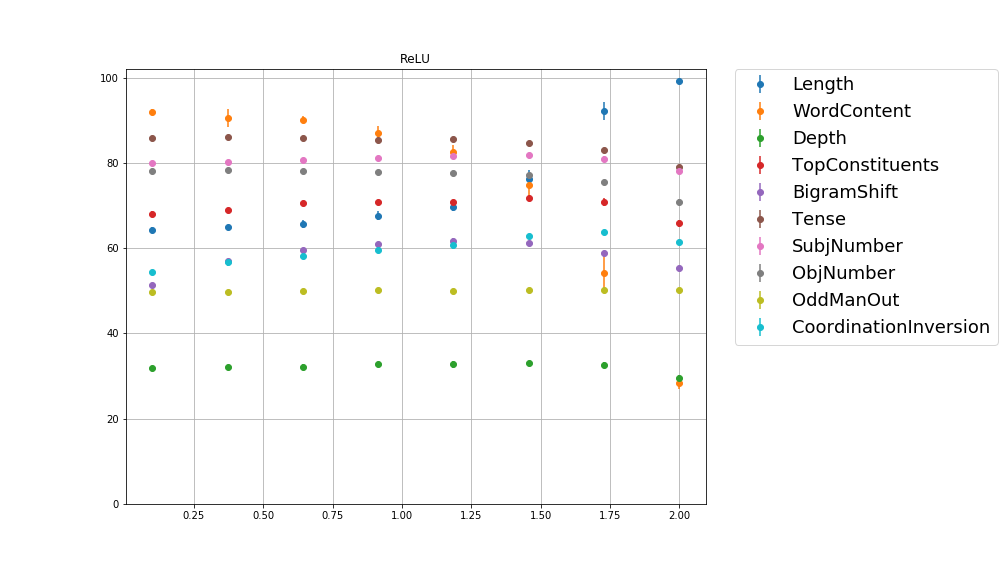 ReLU
100
80
60
40
20
0
0.25 0.50 0.75 1.00 1.25 1.50 1.75 2.00
Length
WordContent
Depth
TopConstituents
BigramShift
Tense
SubjNumber
ObjNumber
OddManOut
CoordinationInversion